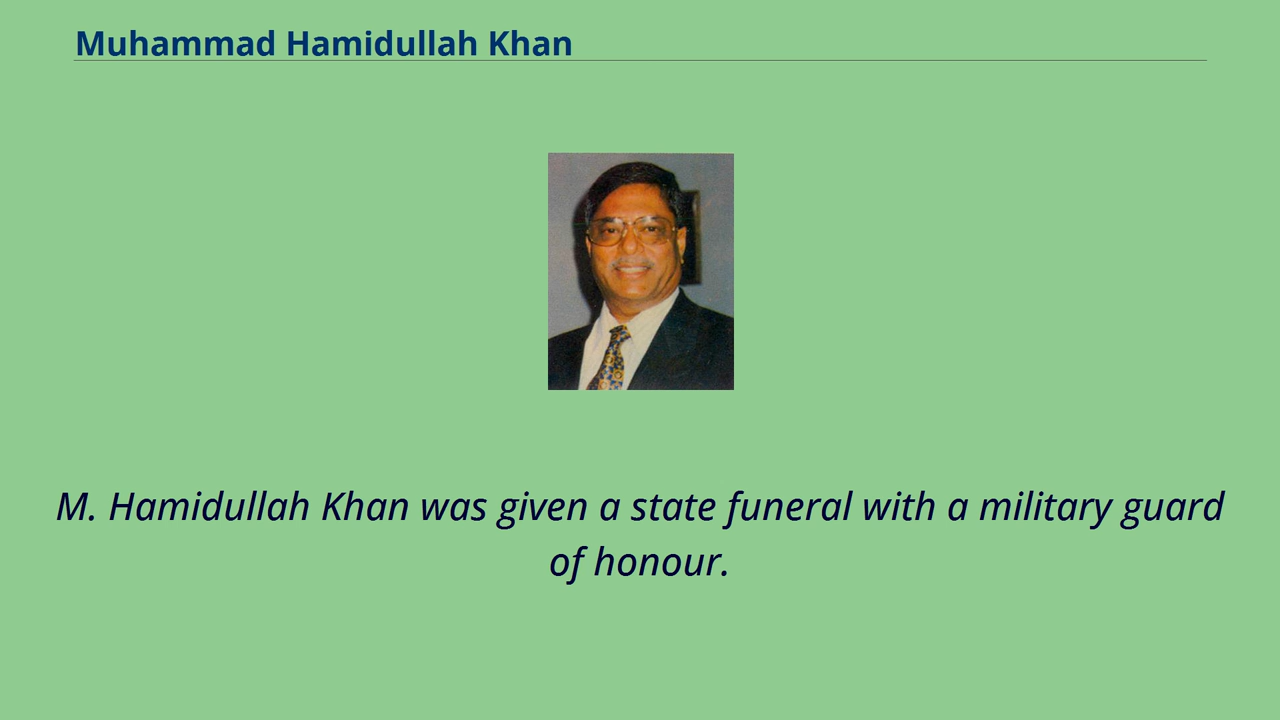 Muhammad Hamidullah Khan
M. Hamidullah Khan was given a state funeral with a military guard
of honour.